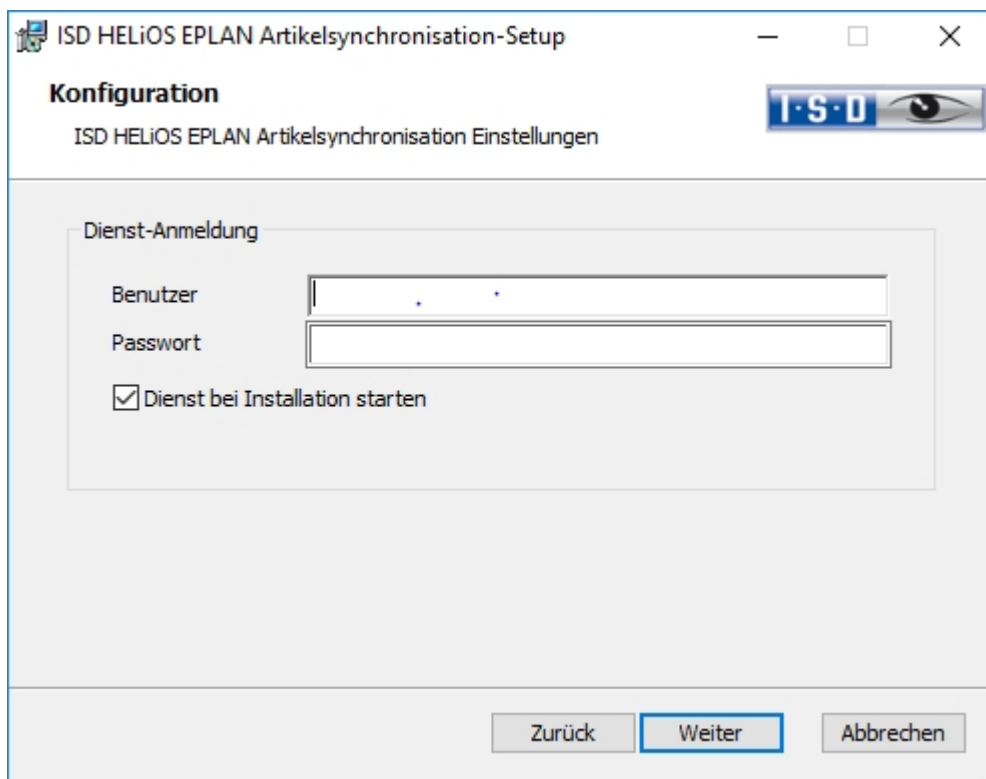 ISD HELiOS EPLAN Artikelsynchronisation-Setup
Konfiguration
I·S·D
ISD HELiOS EPLAN Artikelsynchronisation Einstellungen
Dienst-Anmeldung
Benutzer
Passwort
Dienst bei Installation starten
Zurück Weiter Abbrechen